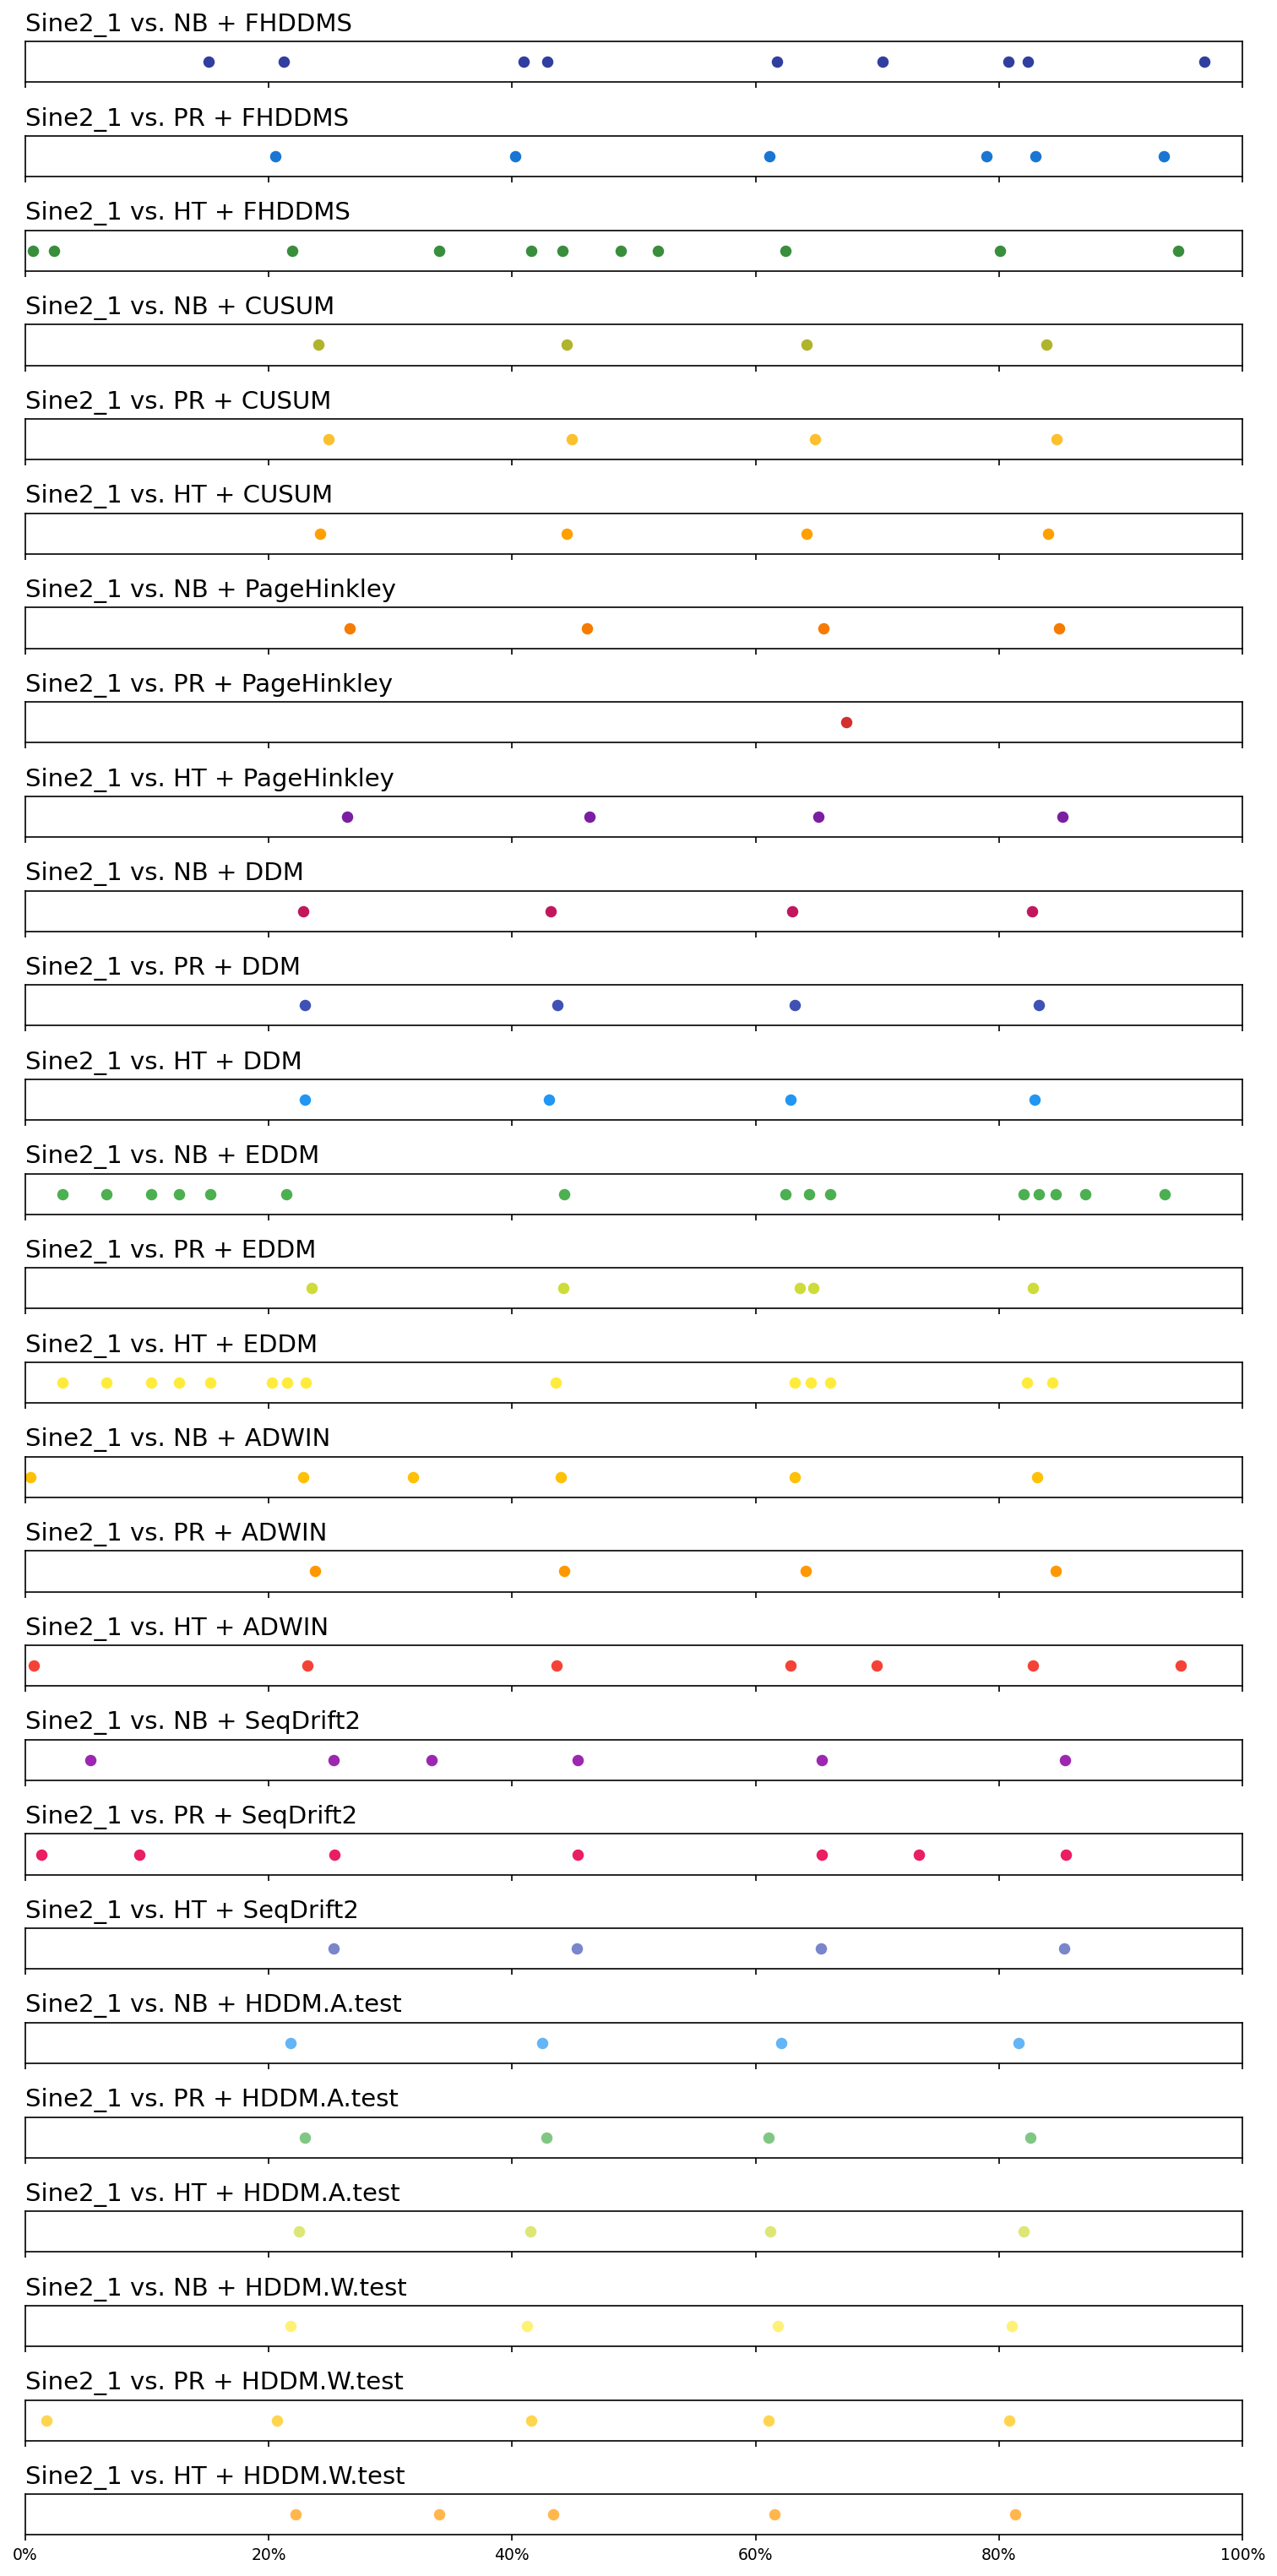 Sine2_1 vs. NB + FHDDMS
Sine2_1 vs. PR + FHDDMS
Sine2_1 vs. HT + FHDDMS
Sine2_1 vs. NB + CUSUM
Sine2_1 vs. PR + CUSUM
Sine2_1 vs. HT + CUSUM
Sine2_1 vs. NB + PageHinkley
Sine2_1 vs. PR + PageHinkley
Sine2_1 vs. HT + PageHinkley
Sine2_1 vs. NB + DDM
Sine2_1 vs. PR + DDM
Sine2_1 vs. HT + DDM
Sine2_1 vs. NB + EDDM
Sine2_1 vs. PR + EDDM
Sine2_1 vs. HT + EDDM
Sine2_1 vs. NB + ADWIN
Sine2_1 vs. PR + ADWIN
Sine2_1 vs. HT + ADWIN
Sine2_1 vs. NB + SeqDrift2
Sine2_1 vs. PR + SeqDrift2
Sine2_1 vs. HT + SeqDrift2
Sine2_1 vs. NB + HDDM.A.test
Sine2_1 vs. PR + HDDM.A.test
Sine2_1 vs. HT + HDDM.A.test
Sine2_1 vs. NB + HDDM.W.test
Sine2_1 vs. PR + HDDM.W.test
Sine2_1 vs. HT + HDDM.W.test
0% 20% 40% 60% 80% 100%